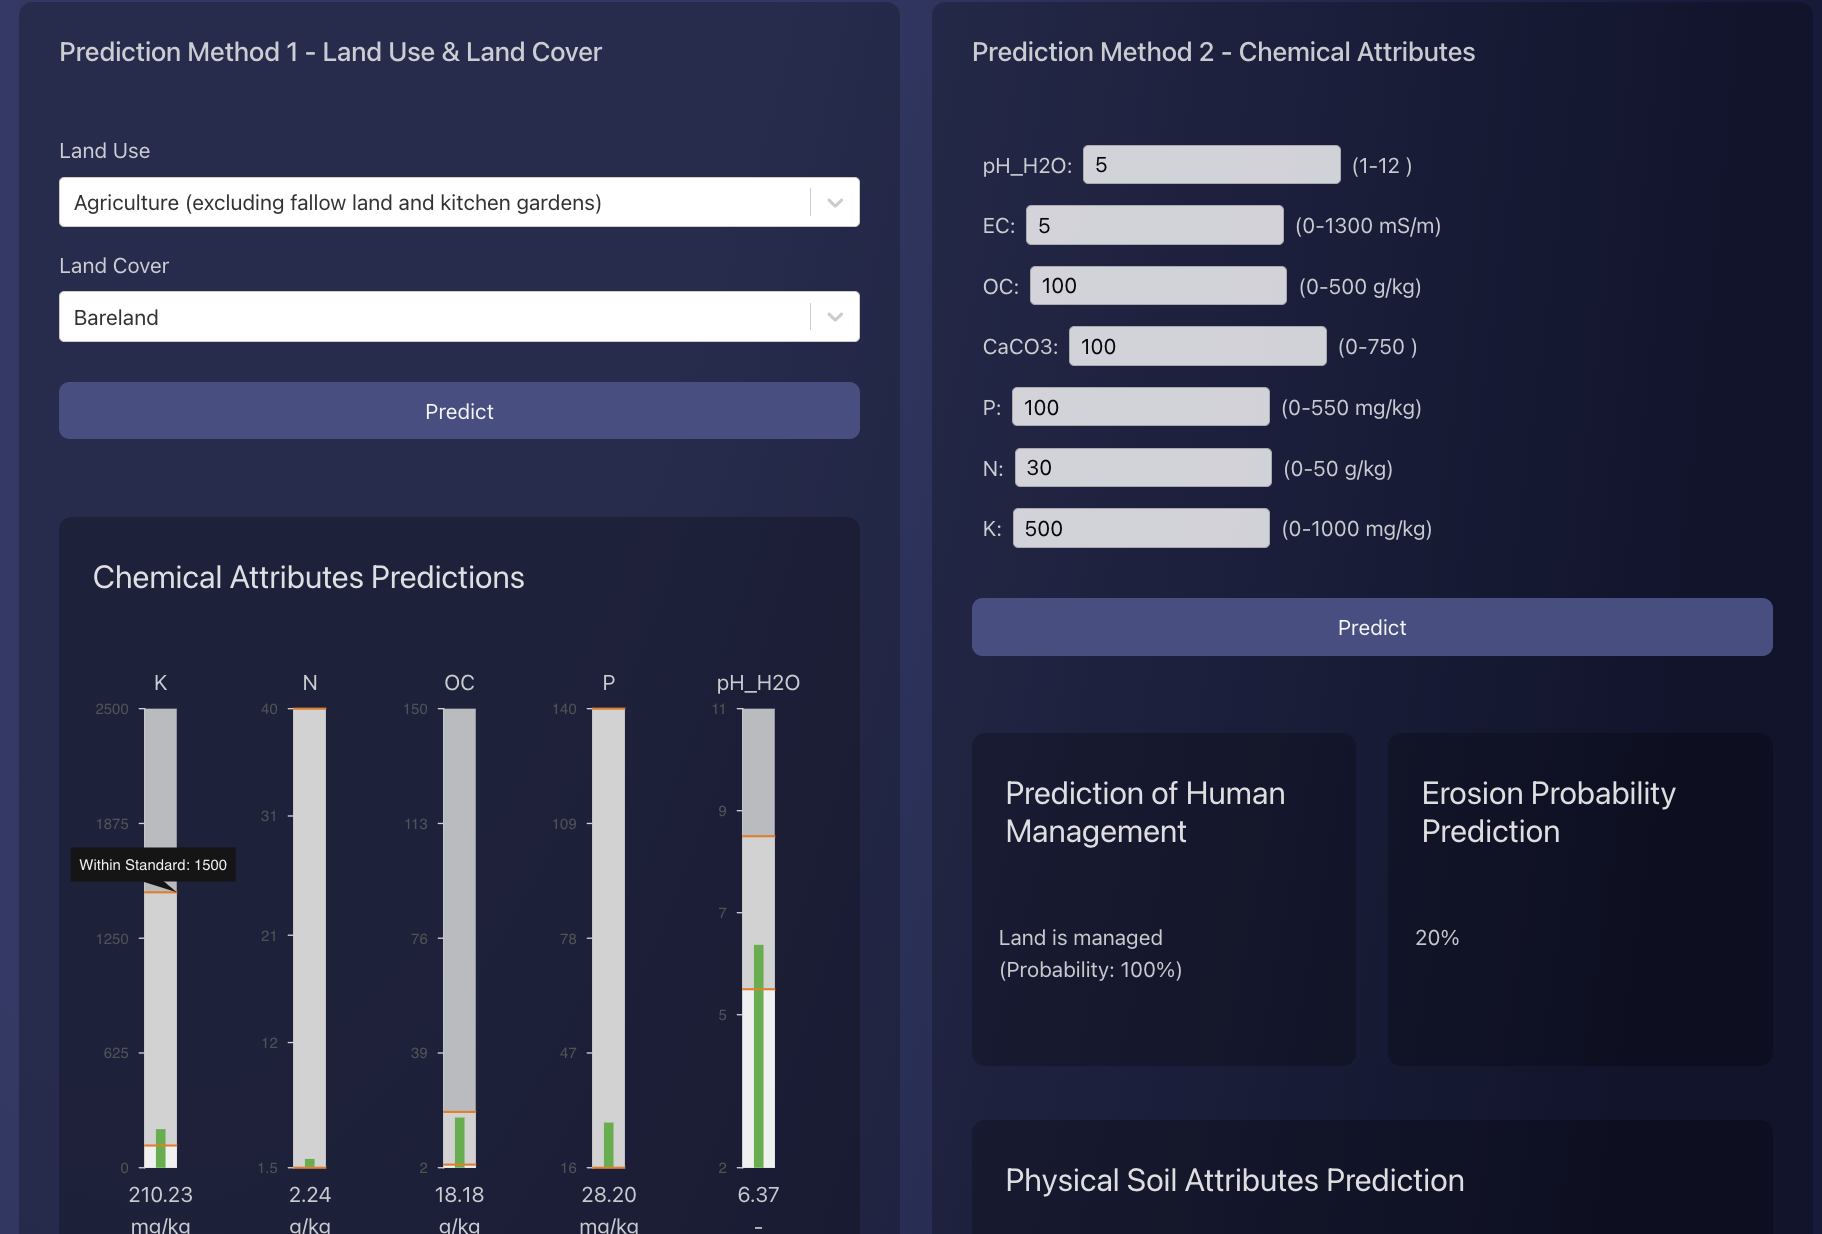 Prediction Method 1 - Land Use & Land Cover
Land Use
Agriculture (excluding fallow land and kitchen gardens)
Land Cover
Bareland
Predict
Chemical Attributes Predictions
K N OC P pH_H2O
2500 40 150 140 11
31 9
1875 113 109
Within Standard: 1500
7
1250 21 76 78
5
12
625 39 47
0 1.5 2 16 2
210.23 2.24 18.18 28.20 6.37
mg/kg g/kg g/kg mg/kg -
Prediction Method 2 - Chemical Attributes
pH_H2O: 5 (1-12 )
EC: 5 (0-1300 mS/m)
OC: 100 (0-500 g/kg)
CaCO3: 100 (0-750 )
P: 100 (0-550 mg/kg)
N: 30 (0-50 g/kg)
K: 500 (0-1000 mg/kg)
Predict
Prediction of Human
Management
Land is managed
(Probability: 100%)
Erosion Probability
Prediction
20%
Physical Soil Attributes Prediction